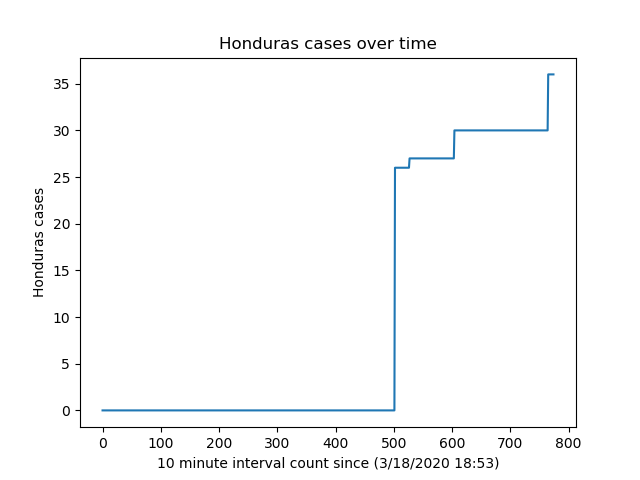 Honduras cases over time
Honduras cases
35
30
25
20
15
10
5
0
0 100 200 300 400 500 600 700 800
10 minute interval count since (3/18/2020 18:53)